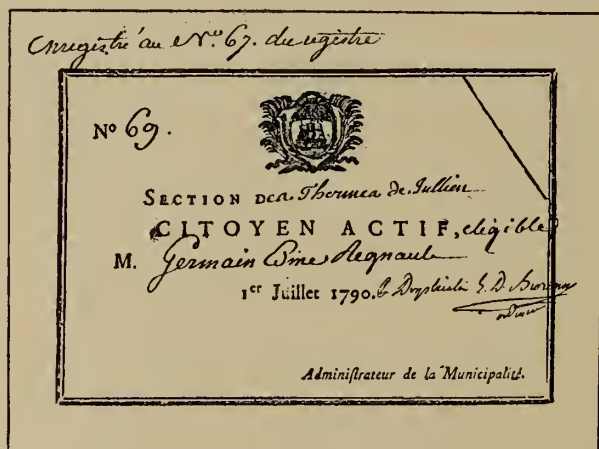 Enregistré au N.º 67. du registre
Nº 69.
SECTION des Thermes de Jullien
CITOYEN ACTIF, eligible
M. Germain Regnault
1er Juillet 1790.
Adminiſtrateur de la Municipalité.